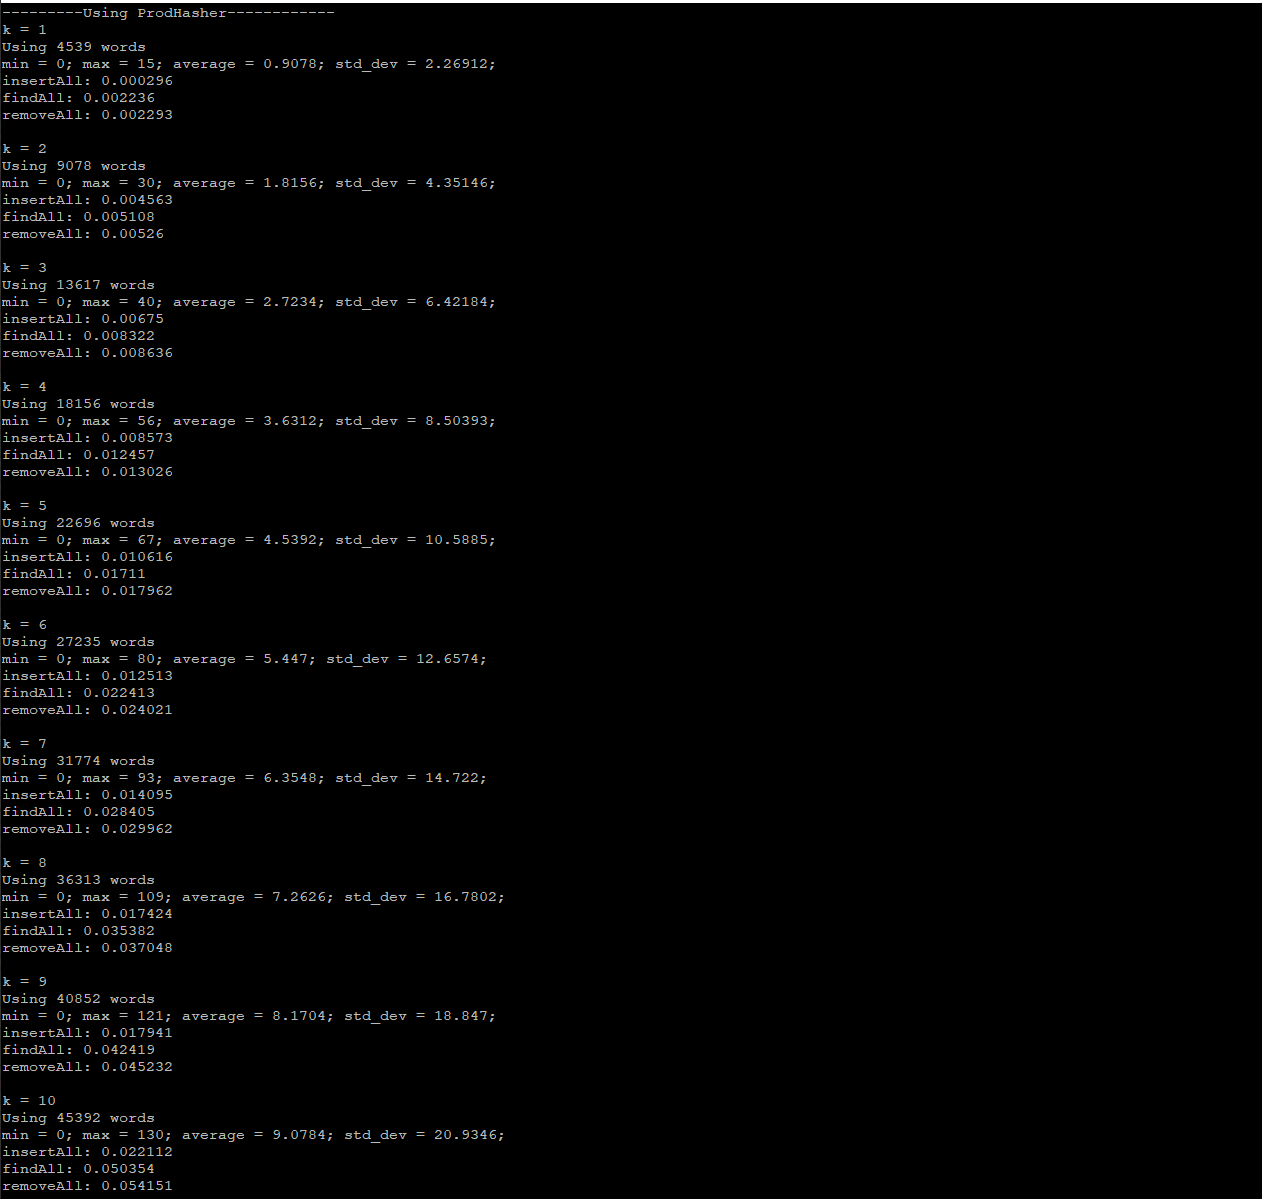 ---------Using ProdHasher------------
k = 1
Using 4539 words
min = 0; max = 15; average = 0.9078; std_dev = 2.26912;
insertAll: 0.000296
findAll: 0.002236
removeAll: 0.002293
k = 2
Using 9078 words
min = 0; max = 30; average = 1.8156; std_dev = 4.35146;
insertAll: 0.004563
findAll: 0.005108
removeAll: 0.00526
k = 3
Using 13617 words
min = 0; max = 40; average = 2.7234; std_dev = 6.42184;
insertAll: 0.00675
findAll: 0.008322
removeAll: 0.008636
k = 4
Using 18156 words
min = 0; max = 56; average = 3.6312; std_dev = 8.50393;
insertAll: 0.008573
findAll: 0.012457
removeAll: 0.013026
k = 5
Using 22696 words
min = 0; max = 67; average = 4.5392; std_dev = 10.5885;
insertAll: 0.010616
findAll: 0.01711
removeAll: 0.017962
k = 6
Using 27235 words
min = 0; max = 80; average = 5.447; std_dev = 12.6574;
insertAll: 0.012513
findAll: 0.022413
removeAll: 0.024021
k = 7
Using 31774 words
min = 0; max = 93; average = 6.3548; std_dev = 14.722;
insertAll: 0.014095
findAll: 0.028405
removeAll: 0.029962
k = 8
Using 36313 words
min = 0; max = 109; average = 7.2626; std_dev = 16.7802;
insertAll: 0.017424
findAll: 0.035382
removeAll: 0.037048
k = 9
Using 40852 words
min = 0; max = 121; average = 8.1704; std_dev = 18.847;
insertAll: 0.017941
findAll: 0.042419
removeAll: 0.045232
k = 10
Using 45392 words
min = 0; max = 130; average = 9.0784; std_dev = 20.9346;
insertAll: 0.022112
findAll: 0.050354
removeAll: 0.054151